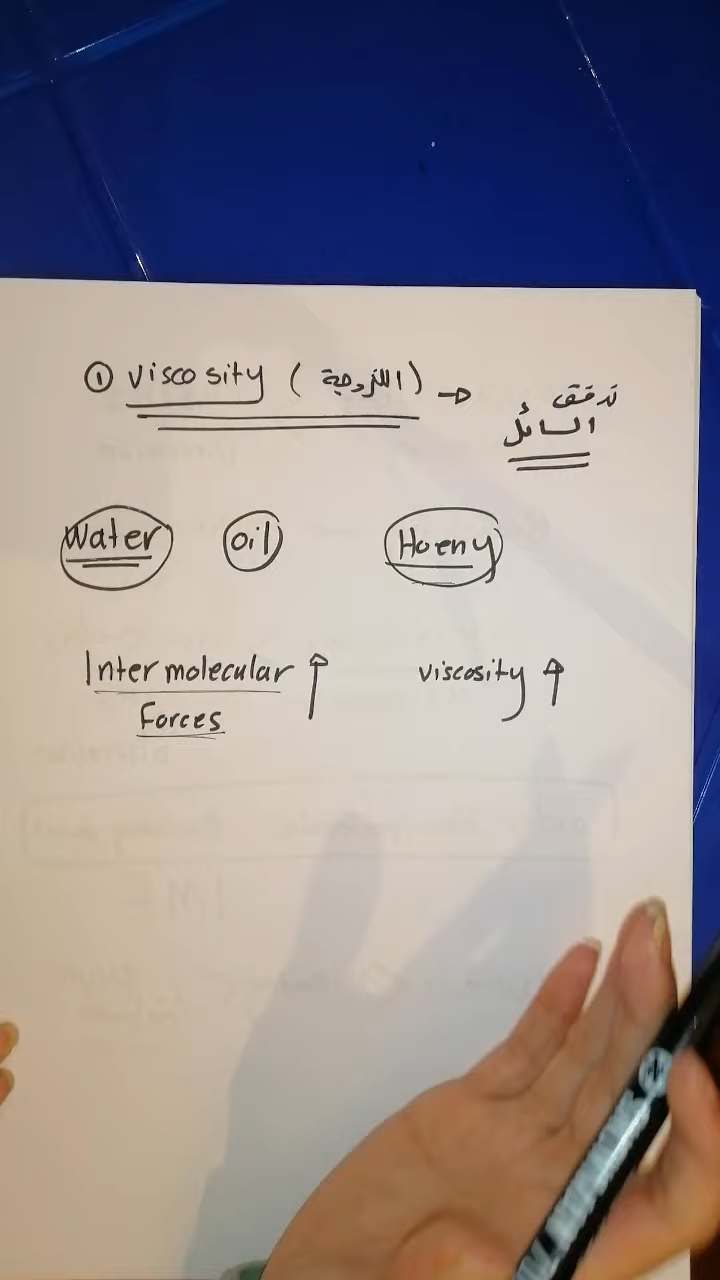 ① viscosity (اللزوجة) → تدفق
السائل
Water oil Hoeny
Intermolecular ↑ viscosity ↑
Forces